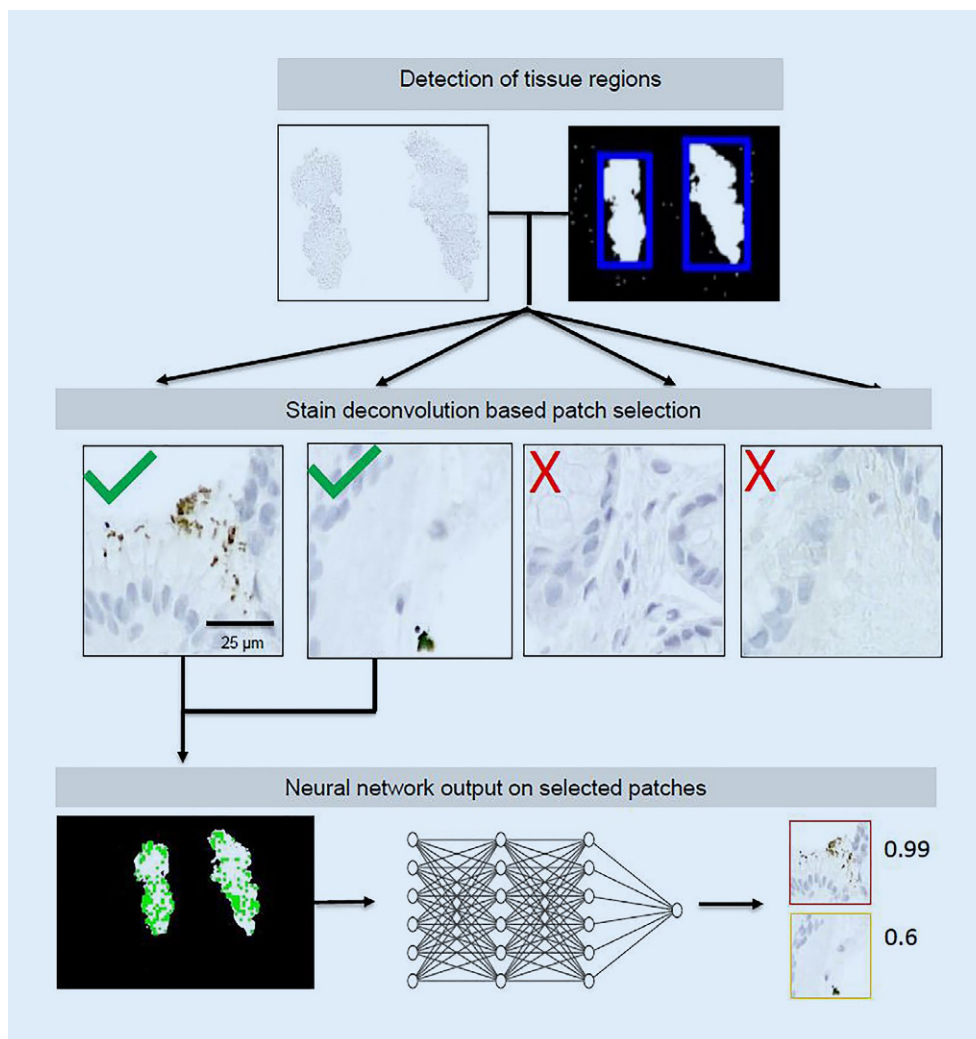 Detection of tissue regions
Stain deconvolution based patch selection
X
X
25 µm
Neural network output on selected patches
0.99
0.6